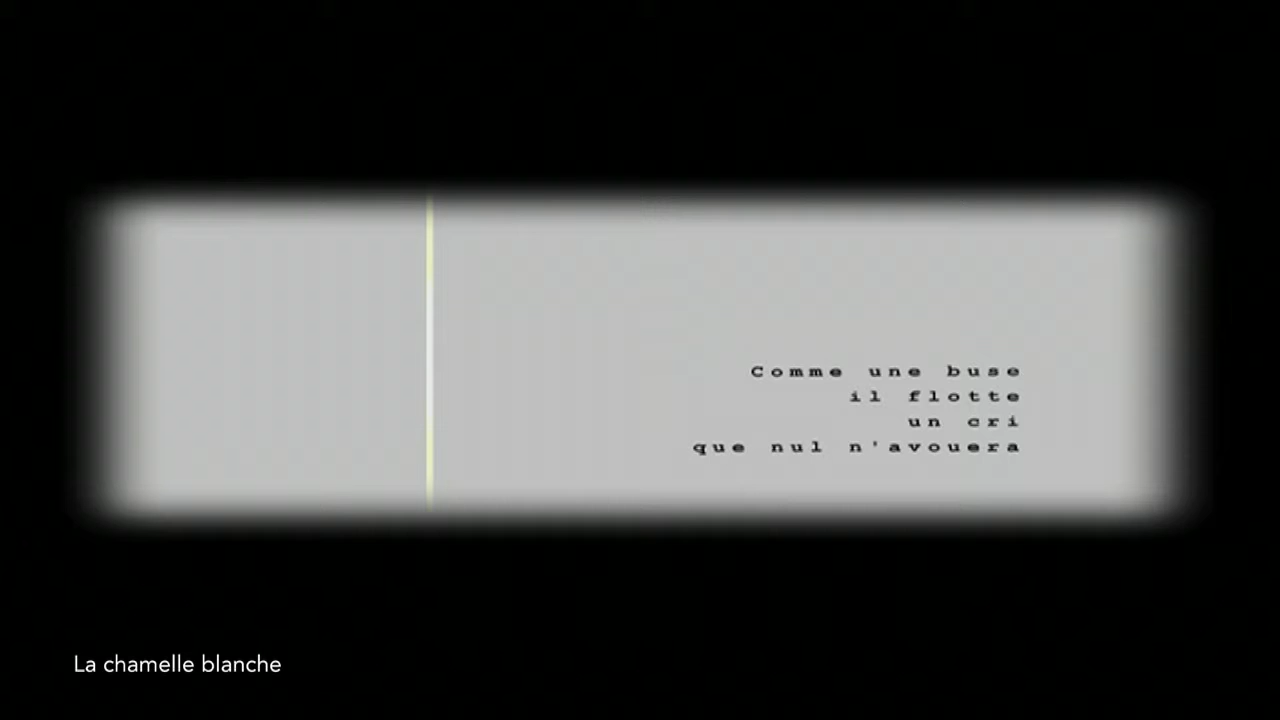 Comme une buse
il flotte
un cri
que nul n'avouera
La chamelle blanche